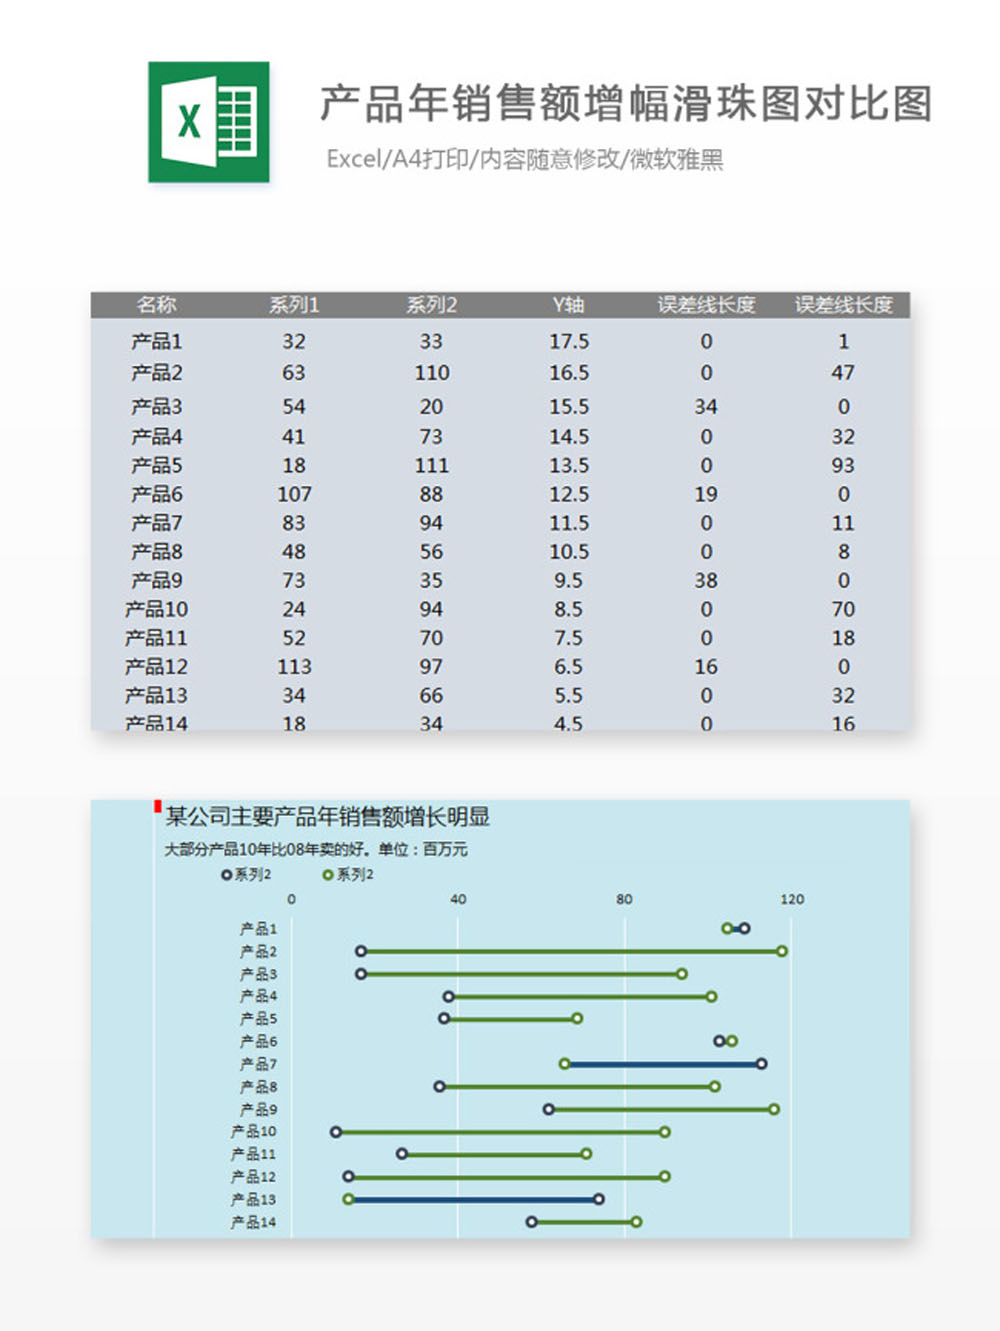 X
产品年销售额增幅滑珠图对比图
Excel/A4打印/内容随意修改/微软雅黑
名称 系列1 系列2 Y轴 误差线长度 误差线长度
产品1 32 33 17.5 0 1
产品2 63 110 16.5 0 47
产品3 54 20 15.5 34 0
产品4 41 73 14.5 0 32
产品5 18 111 13.5 0 93
产品6 107 88 12.5 19 0
产品7 83 94 11.5 0 11
产品8 48 56 10.5 0 8
产品9 73 35 9.5 38 0
产品10 24 94 8.5 0 70
产品11 52 70 7.5 0 18
产品12 113 97 6.5 16 0
产品13 34 66 5.5 0 32
产品14 18 34 4.5 0 16
某公司主要产品年销售额增长明显
大部分产品10年比08年卖的好。单位：百万元
系列2 系列2
0 40 80 120
产品1
产品2
产品3
产品4
产品5
产品6
产品7
产品8
产品9
产品10
产品11
产品12
产品13
产品14